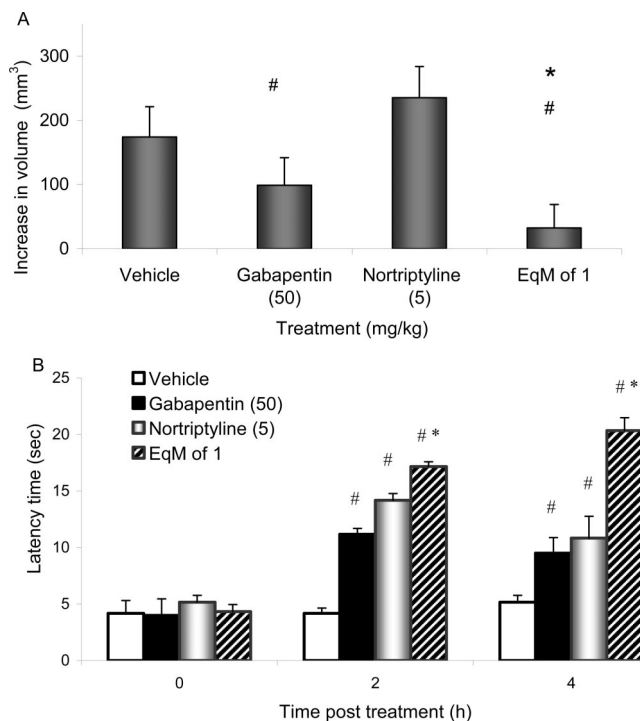 A
Increase in volume (mm³)
300
200
100
0
#
*
#
Vehicle
Gabapentin
(50)
Nortriptyline
(5)
EqM of 1
Treatment (mg/kg)
B
Latency time (sec)
25
20
15
10
5
0
Vehicle
Gabapentin (50)
Nortriptyline (5)
EqM of 1
#
#
# *
#
#
# *
0
2
4
Time post treatment (h)